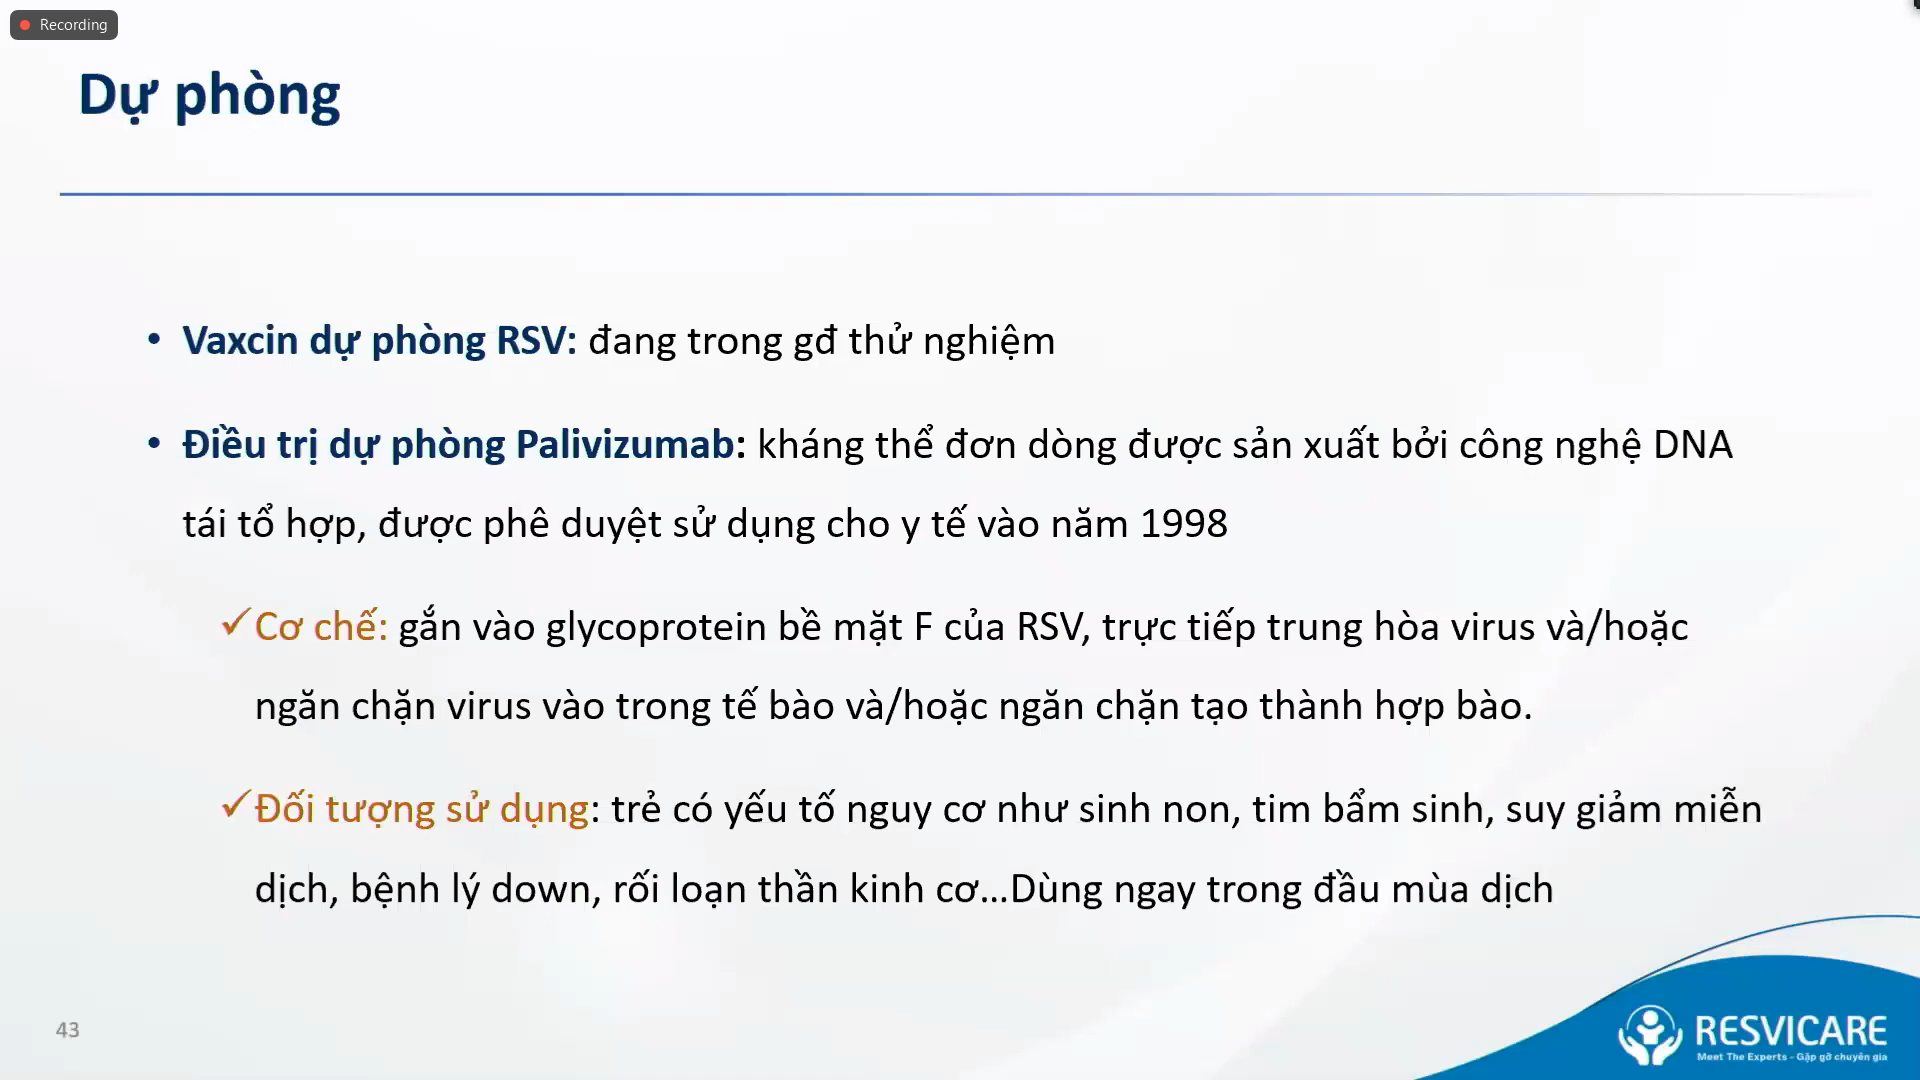 Recording
Dự phòng
• Vaxcin dự phòng RSV: đang trong gđ thử nghiệm
• Điều trị dự phòng Palivizumab: kháng thể đơn dòng được sản xuất bởi công nghệ DNA
tái tổ hợp, được phê duyệt sử dụng cho y tế vào năm 1998
✓Cơ chế: gắn vào glycoprotein bề mặt F của RSV, trực tiếp trung hòa virus và/hoặc
ngăn chặn virus vào trong tế bào và/hoặc ngăn chặn tạo thành hợp bào.
✓Đối tượng sử dụng: trẻ có yếu tố nguy cơ như sinh non, tim bẩm sinh, suy giảm miễn
dịch, bệnh lý down, rối loạn thần kinh cơ...Dùng ngay trong đầu mùa dịch
43
RESVICARE
Meet The Experts - Gặp gỡ chuyên gia